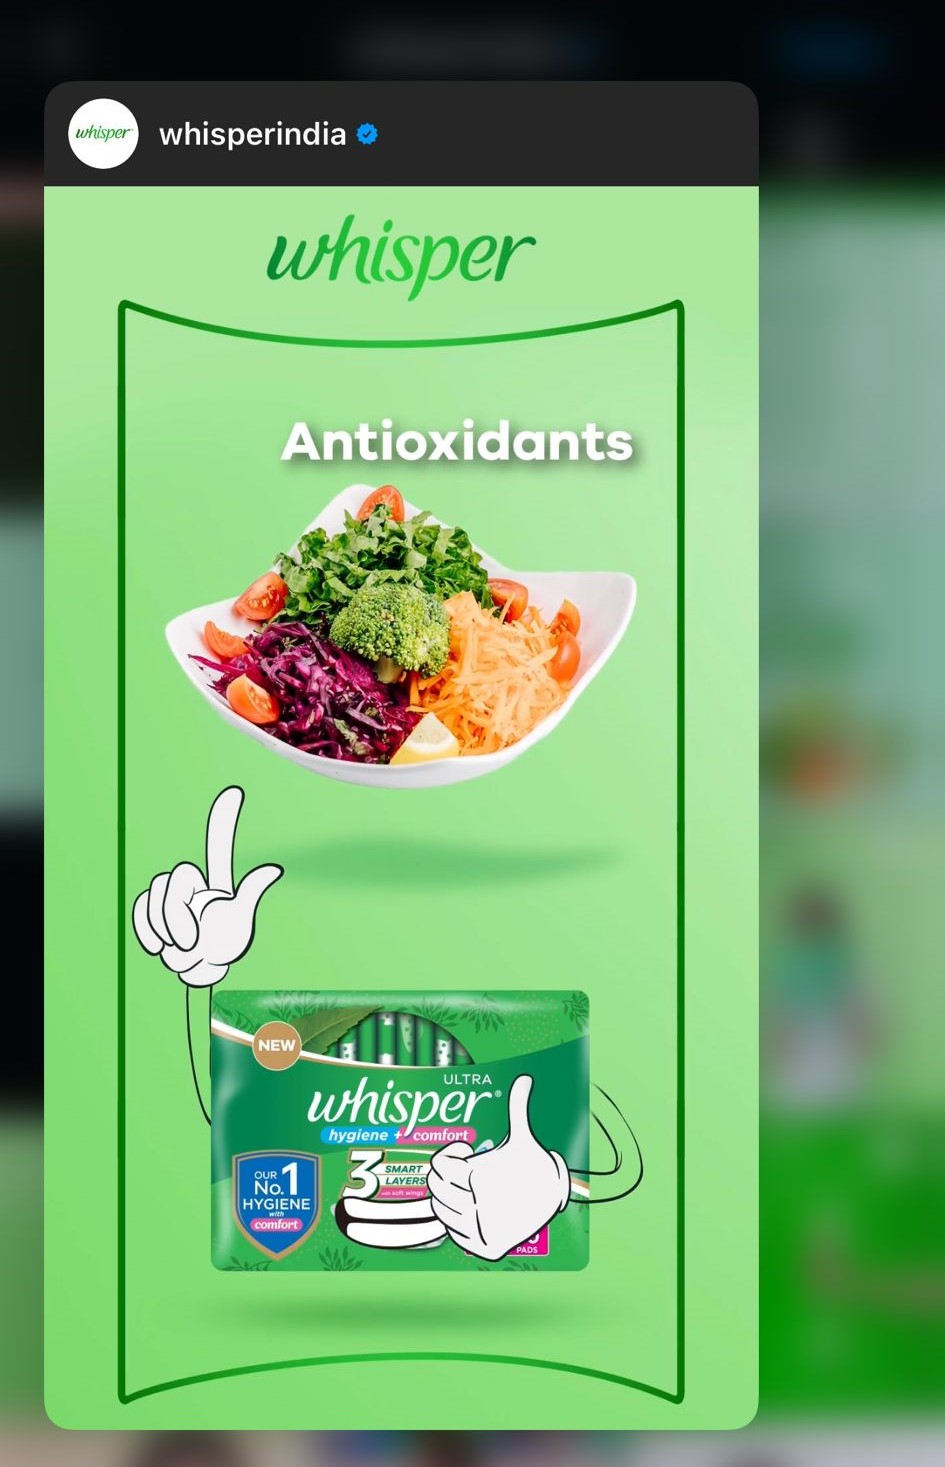 whisper
whisperindia
whisper
Antioxidants
NEW
ULTRA
whisper®
hygiene + comfort
OUR
No.1
HYGIENE
with
comfort
3 SMART
LAYERS
with soft wings
PADS